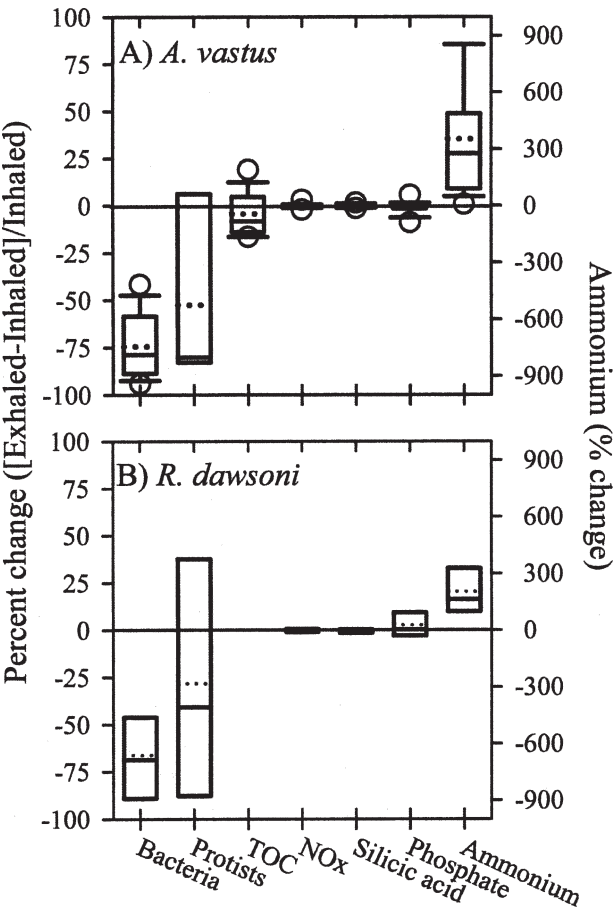 Percent change ([Exhaled-Inhaled]/Inhaled)
A) A. vastus
100
75
50
25
0
-25
-50
-75
-100
900
600
300
0
-300
-600
-900
B) R. dawsoni
100
75
50
25
0
-25
-50
-75
-100
900
600
300
0
-300
-600
-900
Ammonium (% change)
Bacteria
Protists
TOC
NOx
Silicic acid
Phosphate
Ammonium